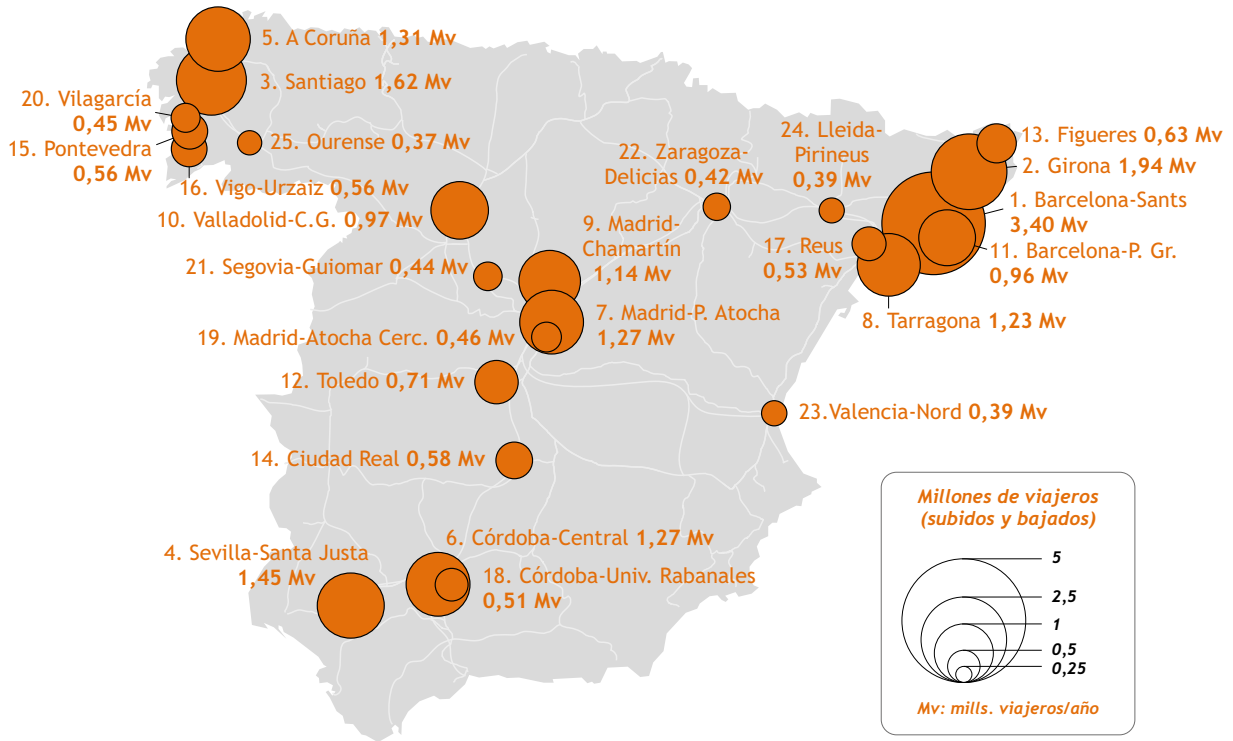 5. A Coruña 1,31 Mv
3. Santiago 1,62 Mv
20. Vilagarcía
0,45 Mv
15. Pontevedra
0,56 Mv
25. Ourense 0,37 Mv
16. Vigo-Urzaiz 0,56 Mv
10. Valladolid-C.G. 0,97 Mv
21. Segovia-Guiomar 0,44 Mv
9. Madrid-
Chamartín
1,14 Mv
22. Zaragoza-
Delicias 0,42 Mv
24. Lleida-
Pirineus
0,39 Mv
13. Figueres 0,63 Mv
2. Girona 1,94 Mv
1. Barcelona-Sants
3,40 Mv
11. Barcelona-P. Gr.
0,96 Mv
17. Reus
0,53 Mv
8. Tarragona 1,23 Mv
7. Madrid-P. Atocha
1,27 Mv
19. Madrid-Atocha Cerc. 0,46 Mv
12. Toledo 0,71 Mv
23.Valencia-Nord 0,39 Mv
14. Ciudad Real 0,58 Mv
6. Córdoba-Central 1,27 Mv
4. Sevilla-Santa Justa
1,45 Mv
18. Córdoba-Univ. Rabanales
0,51 Mv
Millones de viajeros
(subidos y bajados)
5
2,5
1
0,5
0,25
Mv: mills. viajeros/año